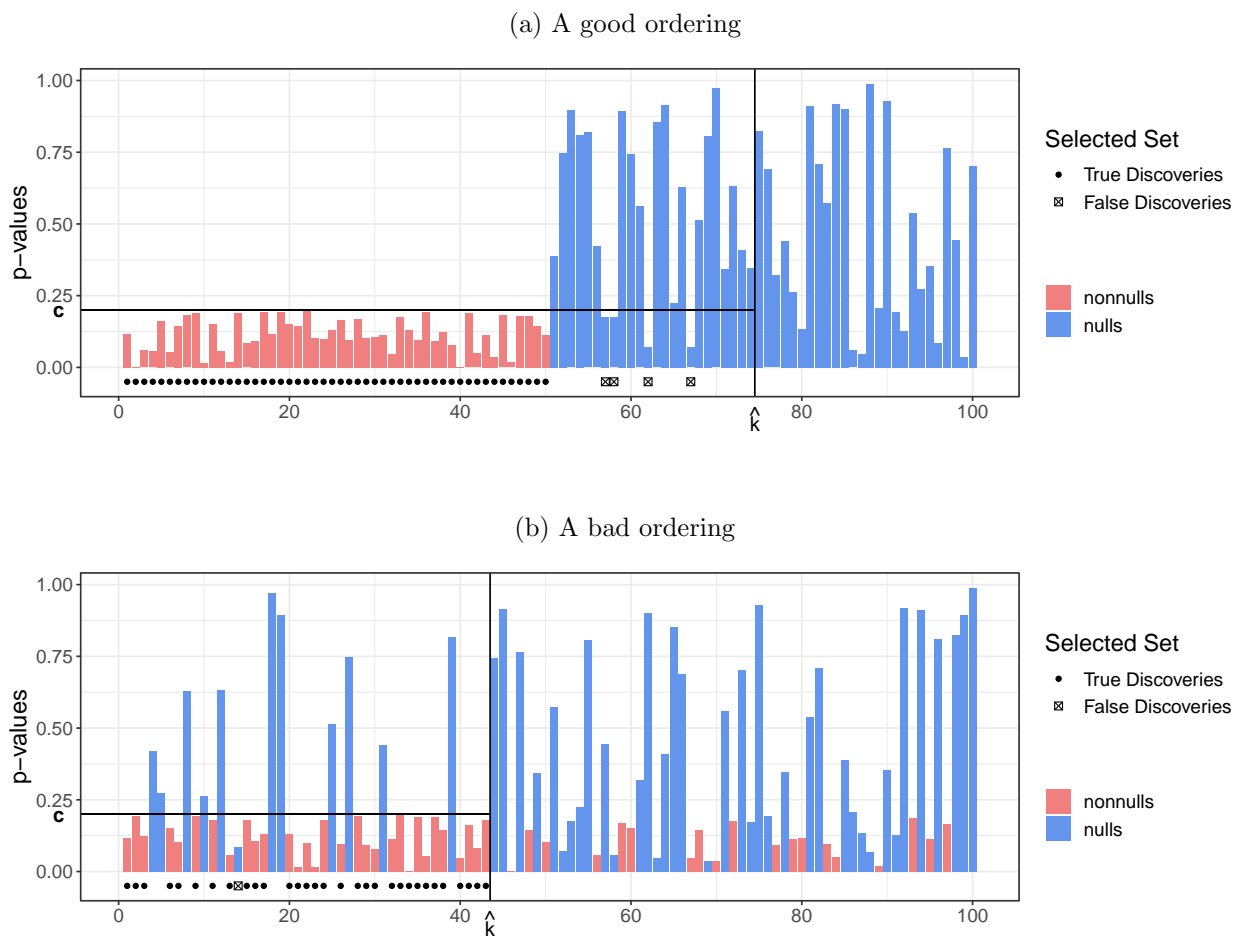 (a) A good ordering
1.00
0.75
0.50
0.25
c
0.00
p-values
0 20 40 60 80 100
^
k
Selected Set
True Discoveries
False Discoveries
nonnulls
nulls
(b) A bad ordering
1.00
0.75
0.50
0.25
c
0.00
p-values
0 20 40 60 80 100
^
k
Selected Set
True Discoveries
False Discoveries
nonnulls
nulls